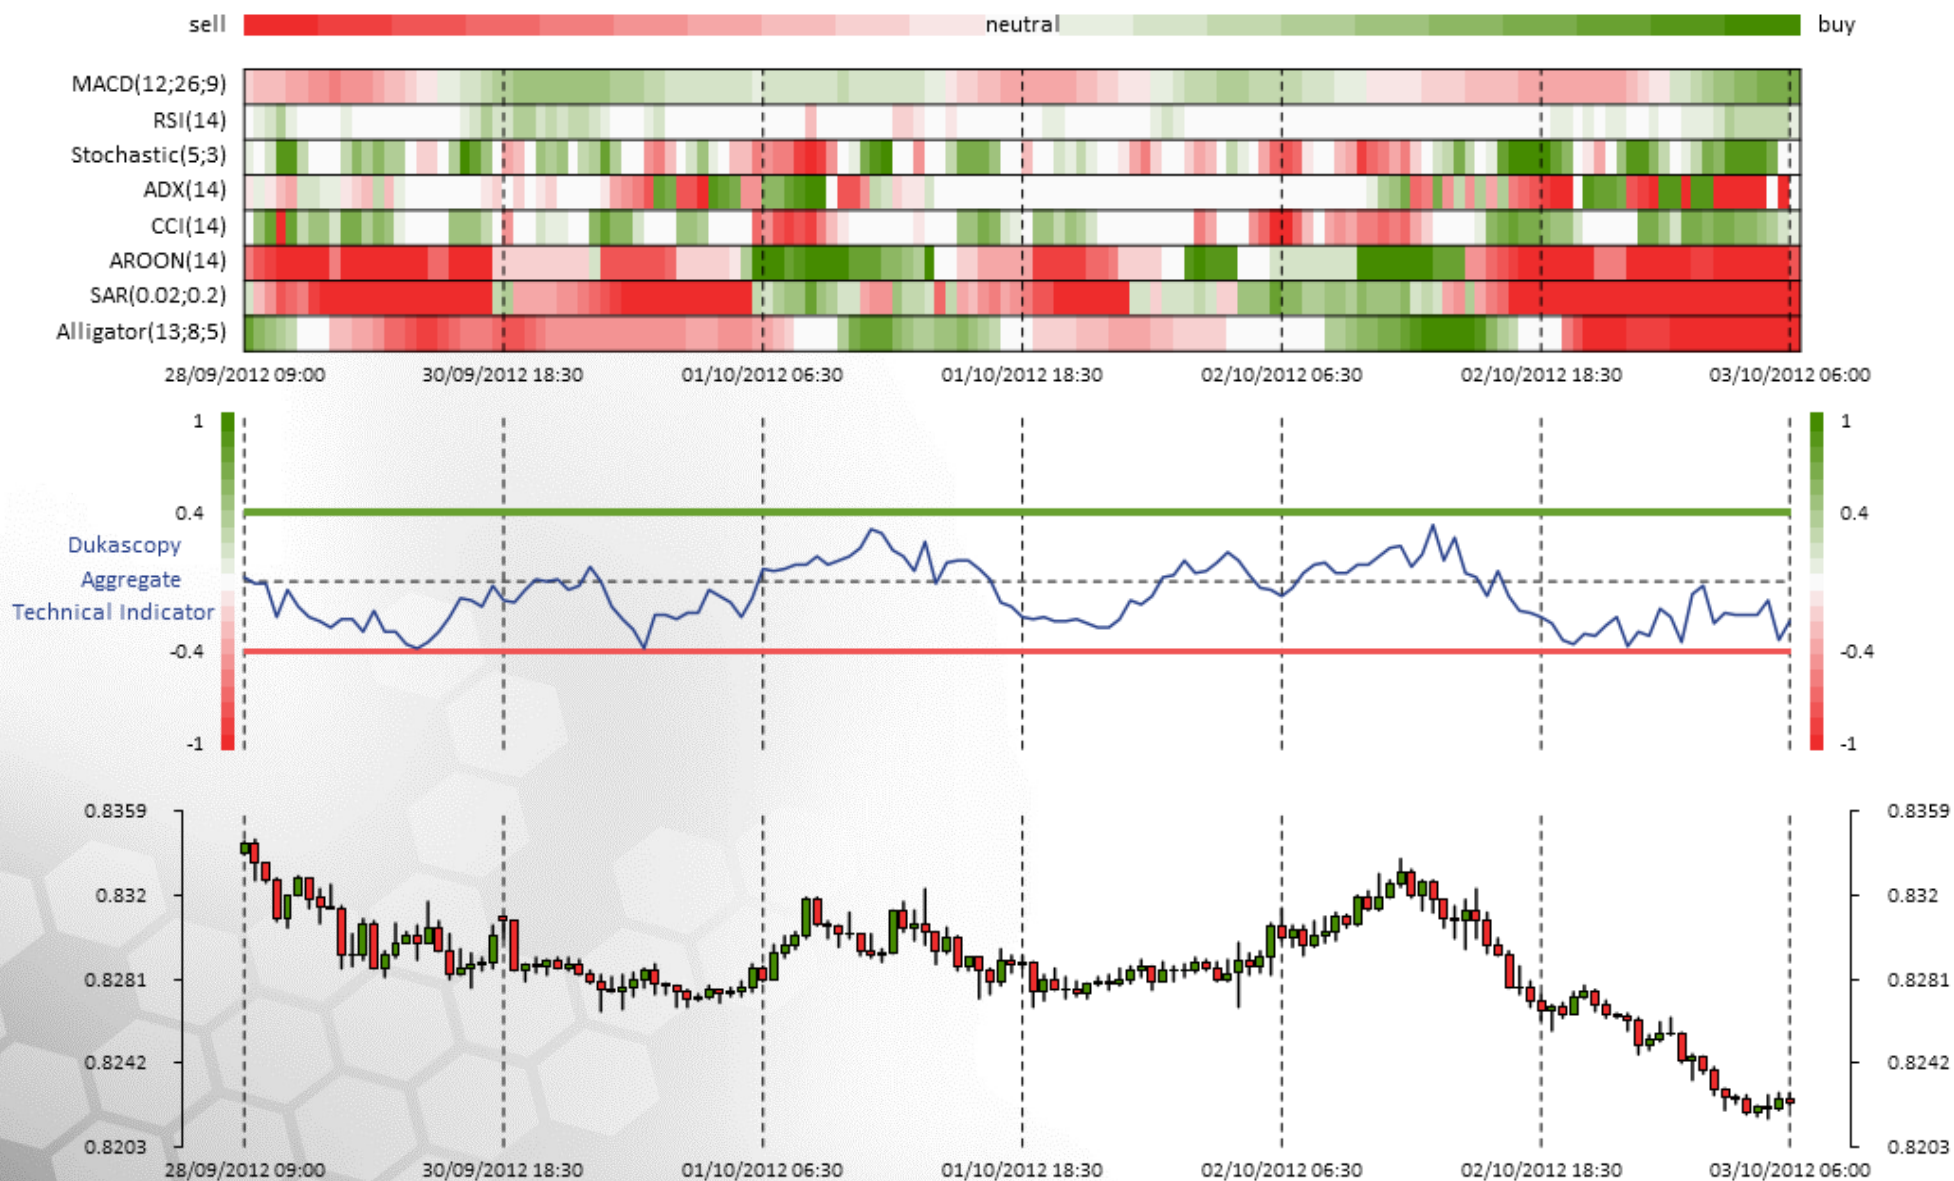 sell neutral buy
MACD(12;26;9)
RSI(14)
Stochastic(5;3)
ADX(14)
CCI(14)
AROON(14)
SAR(0.02;0.2)
Alligator(13;8;5)
28/09/2012 09:00 30/09/2012 18:30 01/10/2012 06:30 01/10/2012 18:30 02/10/2012 06:30 02/10/2012 18:30 03/10/2012 06:00
1 1
0.4 0.4
Dukascopy
Aggregate
Technical Indicator
-0.4 -0.4
-1 -1
0.8359 0.8359
0.832 0.832
0.8281 0.8281
0.8242 0.8242
0.8203 0.8203
28/09/2012 09:00 30/09/2012 18:30 01/10/2012 06:30 01/10/2012 18:30 02/10/2012 06:30 02/10/2012 18:30 03/10/2012 06:00